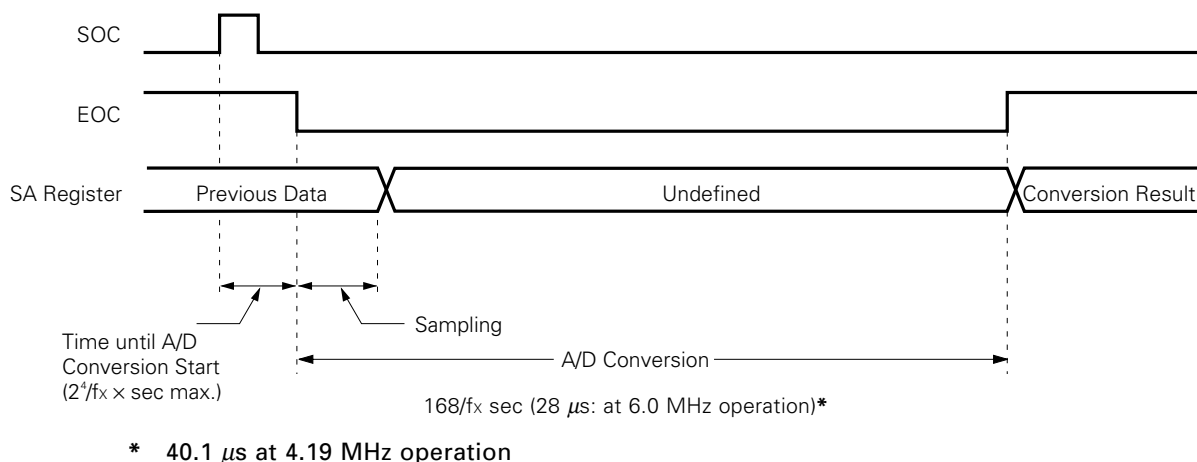 SOC
EOC
SA Register
Previous Data
Undefined
Conversion Result
Time until A/D
Conversion Start
(2⁴/fx × sec max.)
Sampling
A/D Conversion
168/fx sec (28 μs: at 6.0 MHz operation)*
* 40.1 μs at 4.19 MHz operation